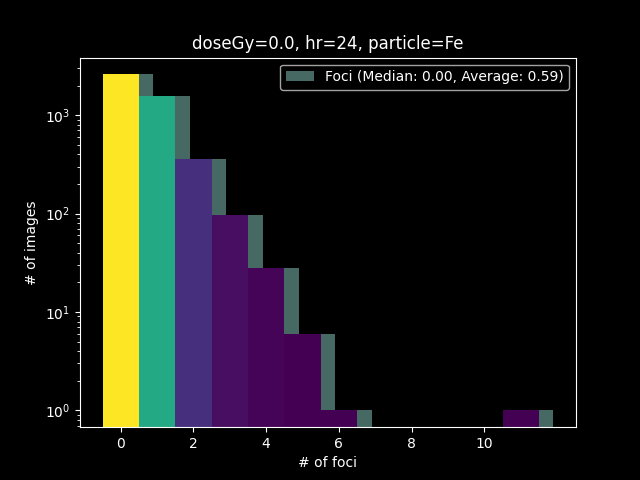 doseGy=0.0, hr=24, particle=Fe
Foci (Median: 0.00, Average: 0.59)
# of images
10³
10²
10¹
10⁰
0 2 4 6 8 10
# of foci